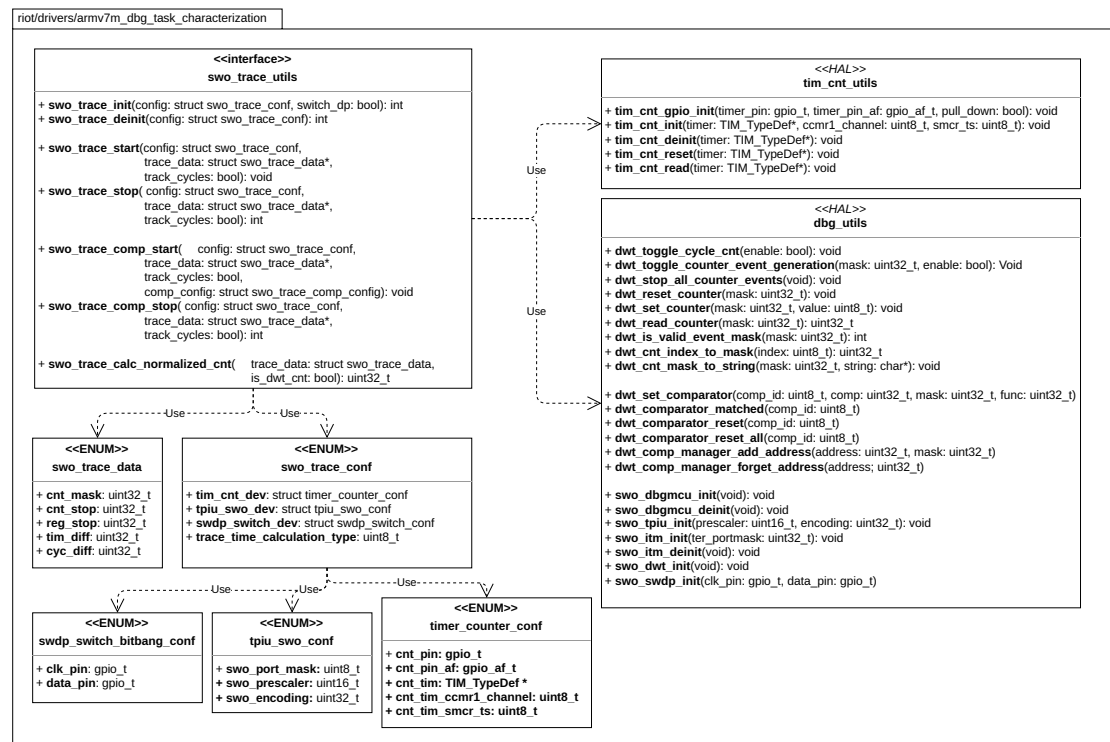 riot/drivers/armv7m_dbg_task_characterization
<<interface>>
swo_trace_utils
+ swo_trace_init(config: struct swo_trace_conf, switch_dp: bool): int
+ swo_trace_deinit(config: struct swo_trace_conf): int
+ swo_trace_start(config: struct swo_trace_conf,
trace_data: struct swo_trace_data*,
track_cycles: bool): void
+ swo_trace_stop( config: struct swo_trace_conf,
trace_data: struct swo_trace_data*,
track_cycles: bool): int
+ swo_trace_comp_start( config: struct swo_trace_conf,
trace_data: struct swo_trace_data*,
track_cycles: bool,
comp_config: struct swo_trace_comp_config): void
+ swo_trace_comp_stop( config: struct swo_trace_conf,
trace_data: struct swo_trace_data*,
track_cycles: bool): int
+ swo_trace_calc_normalized_cnt( trace_data: struct swo_trace_data,
is_dwt_cnt: bool): uint32_t
Use
Use
<<HAL>>
tim_cnt_utils
+ tim_cnt_gpio_init(timer_pin: gpio_t, timer_pin_af: gpio_af_t, pull_down: bool): void
+ tim_cnt_init(timer: TIM_TypeDef*, ccmr1_channel: uint8_t, smcr_ts: uint8_t): void
+ tim_cnt_deinit(timer: TIM_TypeDef*): void
+ tim_cnt_reset(timer: TIM_TypeDef*): void
+ tim_cnt_read(timer: TIM_TypeDef*): void
<<HAL>>
dbg_utils
+ dwt_toggle_cycle_cnt(enable: bool): void
+ dwt_toggle_counter_event_generation(mask: uint32_t, enable: bool): Void
+ dwt_stop_all_counter_events(void): void
+ dwt_reset_counter(mask: uint32_t): void
+ dwt_set_counter(mask: uint32_t, value: uint8_t): void
+ dwt_read_counter(mask: uint32_t): uint32_t
+ dwt_is_valid_event_mask(mask: uint32_t): int
+ dwt_cnt_index_to_mask(index: uint8_t): uint32_t
+ dwt_cnt_mask_to_string(mask: uint32_t, string: char*): void
+ dwt_set_comparator(comp_id: uint8_t, comp: uint32_t, mask: uint32_t, func: uint32_t)
+ dwt_comparator_matched(comp_id: uint8_t)
+ dwt_comparator_reset(comp_id: uint8_t)
+ dwt_comparator_reset_all(comp_id: uint8_t)
+ dwt_comp_manager_add_address(address: uint32_t, mask: uint32_t)
+ dwt_comp_manager_forget_address(address; uint32_t)
+ swo_dbgmcu_init(void): void
+ swo_dbgmcu_deinit(void): void
+ swo_tpiu_init(prescaler: uint16_t, encoding: uint32_t): void
+ swo_itm_init(ter_portmask: uint32_t): void
+ swo_itm_deinit(void): void
+ swo_dwt_init(void): void
+ swo_swdp_init(clk_pin: gpio_t, data_pin: gpio_t)
Use
Use
<<ENUM>>
swo_trace_data
+ cnt_mask: uint32_t
+ cnt_stop: uint32_t
+ reg_stop: uint32_t
+ tim_diff: uint32_t
+ cyc_diff: uint32_t
<<ENUM>>
swo_trace_conf
+ tim_cnt_dev: struct timer_counter_conf
+ tpiu_swo_dev: struct tpiu_swo_conf
+ swdp_switch_dev: struct swdp_switch_conf
+ trace_time_calculation_type: uint8_t
Use
Use
Use
<<ENUM>>
swdp_switch_bitbang_conf
+ clk_pin: gpio_t
+ data_pin: gpio_t
<<ENUM>>
tpiu_swo_conf
+ swo_port_mask: uint8_t
+ swo_prescaler: uint16_t
+ swo_encoding: uint32_t
<<ENUM>>
timer_counter_conf
+ cnt_pin: gpio_t
+ cnt_pin_af: gpio_af_t
+ cnt_tim: TIM_TypeDef *
+ cnt_tim_ccmr1_channel: uint8_t
+ cnt_tim_smcr_ts: uint8_t